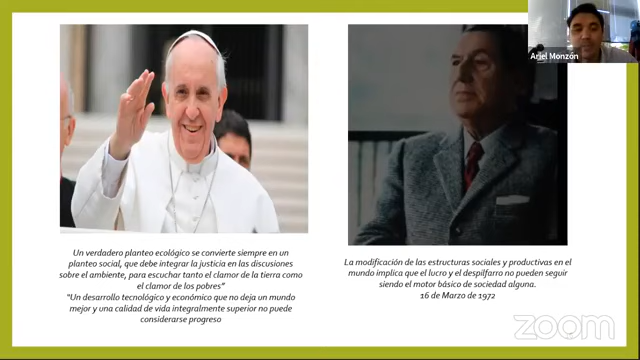 Ariel Monzón
Un verdadero planteo ecológico se convierte siempre en un
planteo social, que debe integrar la justicia en las discusiones
sobre el ambiente, para escuchar tanto el clamor de la tierra como
el clamor de los pobres”
"Un desarrollo tecnológico y económico que no deja un mundo
mejor y una calidad de vida integralmente superior no puede
considerarse progreso
La modificación de las estructuras sociales y productivas en el
mundo implica que el lucro y el despilfarro no pueden seguir
siendo el motor básico de sociedad alguna.
16 de Marzo de 1972
zoom